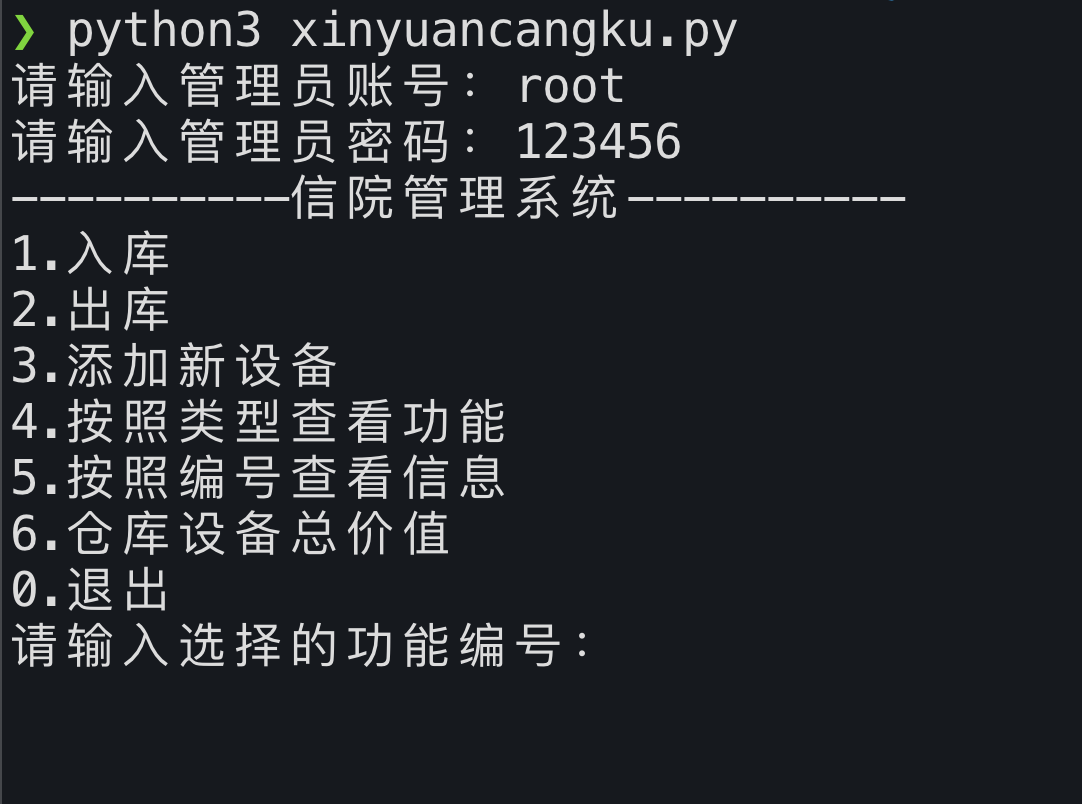 ❯ python3 xinyuancangku.py
请输入管理员账号：root
请输入管理员密码：123456
----------信院管理系统----------
1.入库
2.出库
3.添加新设备
4.按照类型查看功能
5.按照编号查看信息
6.仓库设备总价值
0.退出
请输入选择的功能编号：